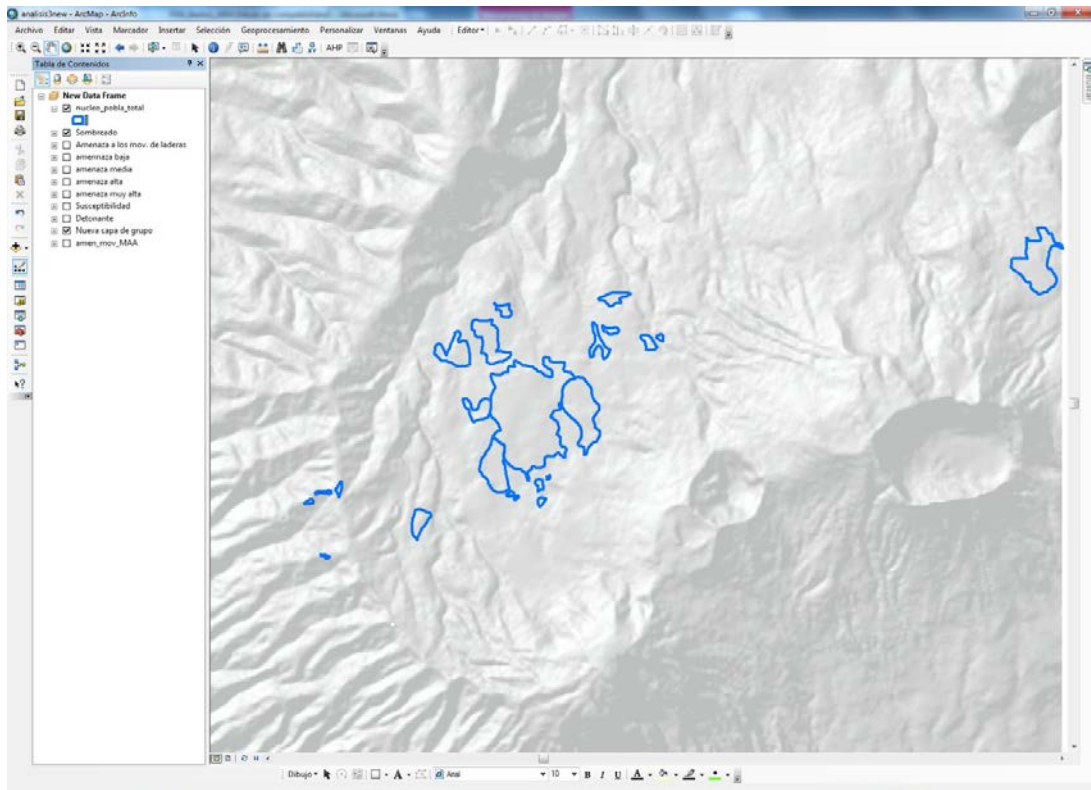 analisis3new - ArcMap - ArcInfo
Archivo Editar Vista Marcador Insertar Selección Geoprocesamiento Personalizar Ventanas Ayuda Editor
AHP
Tabla de Contenidos
New Data Frame
nucleo_pobla_total
Sombreado
Amenaza a los mov. de laderas
amennaza baja
amenaza media
amenaza alta
amenaza muy alta
Susceptibilidad
Detonante
Nueva capa de grupo
amen_mov_MAA
Buscar
Dibujo A Arial 10 B I U A